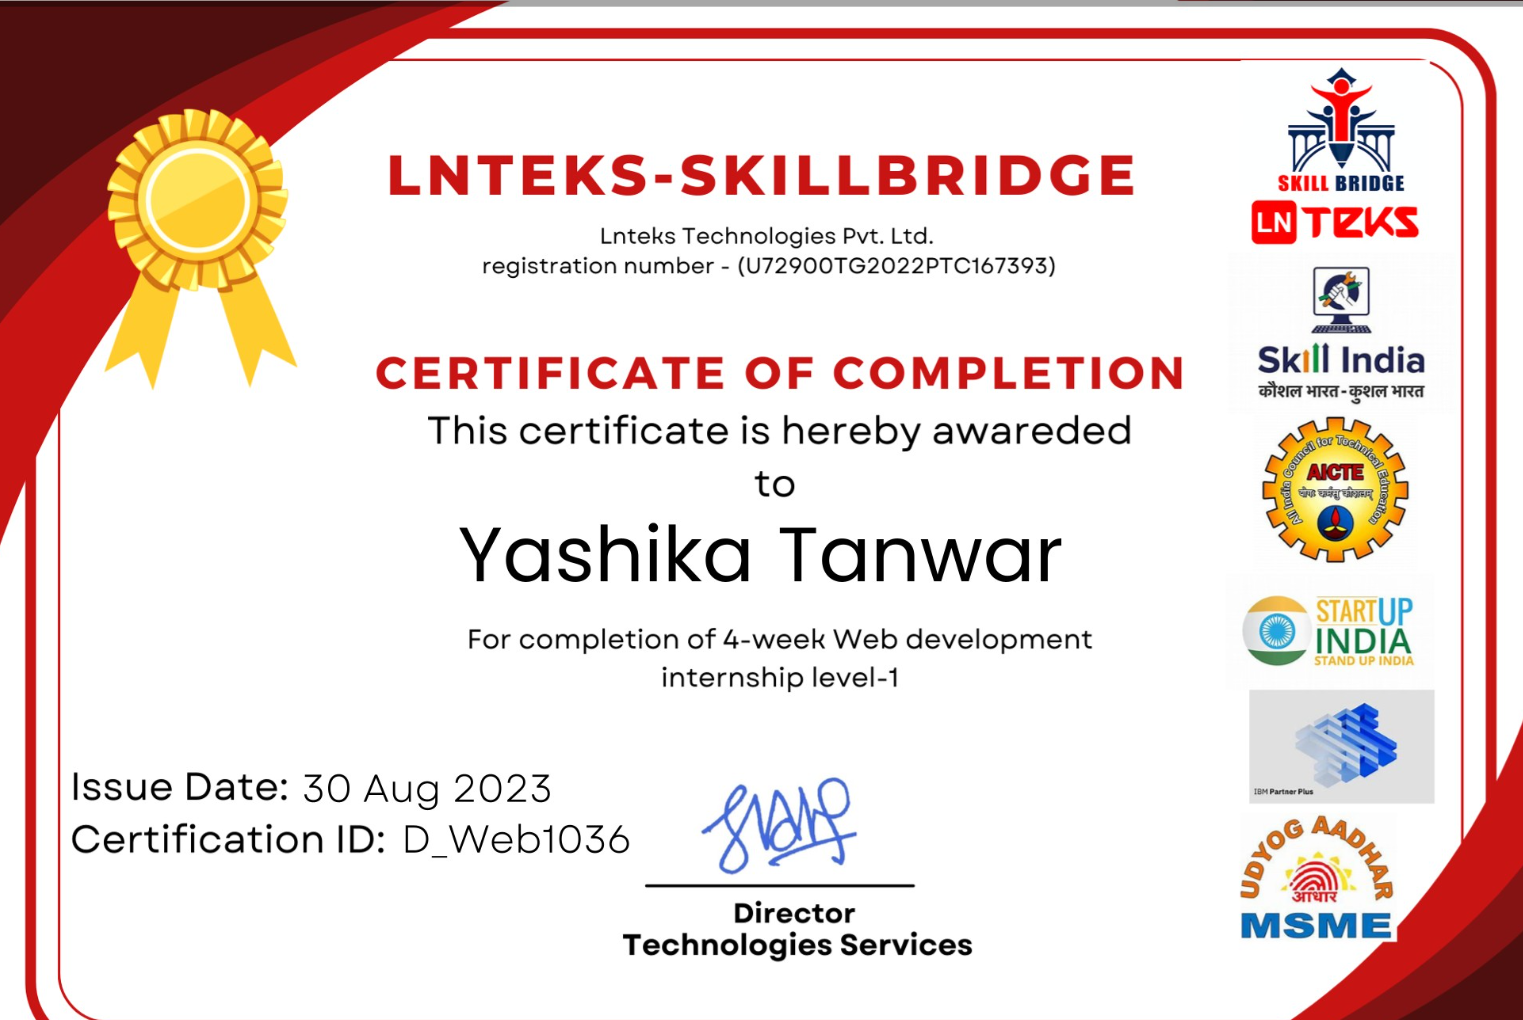 LNTEKS-SKILLBRIDGE
Lnteks Technologies Pvt. Ltd.
registration number - (U72900TG2022PTC167393)
CERTIFICATE OF COMPLETION
This certificate is hereby awareded
to
Yashika Tanwar
For completion of 4-week Web development
internship level-1
Issue Date: 30 Aug 2023
Certification ID: D_Web1036
Director
Technologies Services
SKILL BRIDGE
LN TEKS
Skill India
कौशल भारत - कुशल भारत
All India Council for Technical Education
AICTE
योगः कर्मसु कौशलम्
STARTUP
INDIA
STAND UP INDIA
IBM Partner Plus
UDYOG AADHAR
आधार
MSME